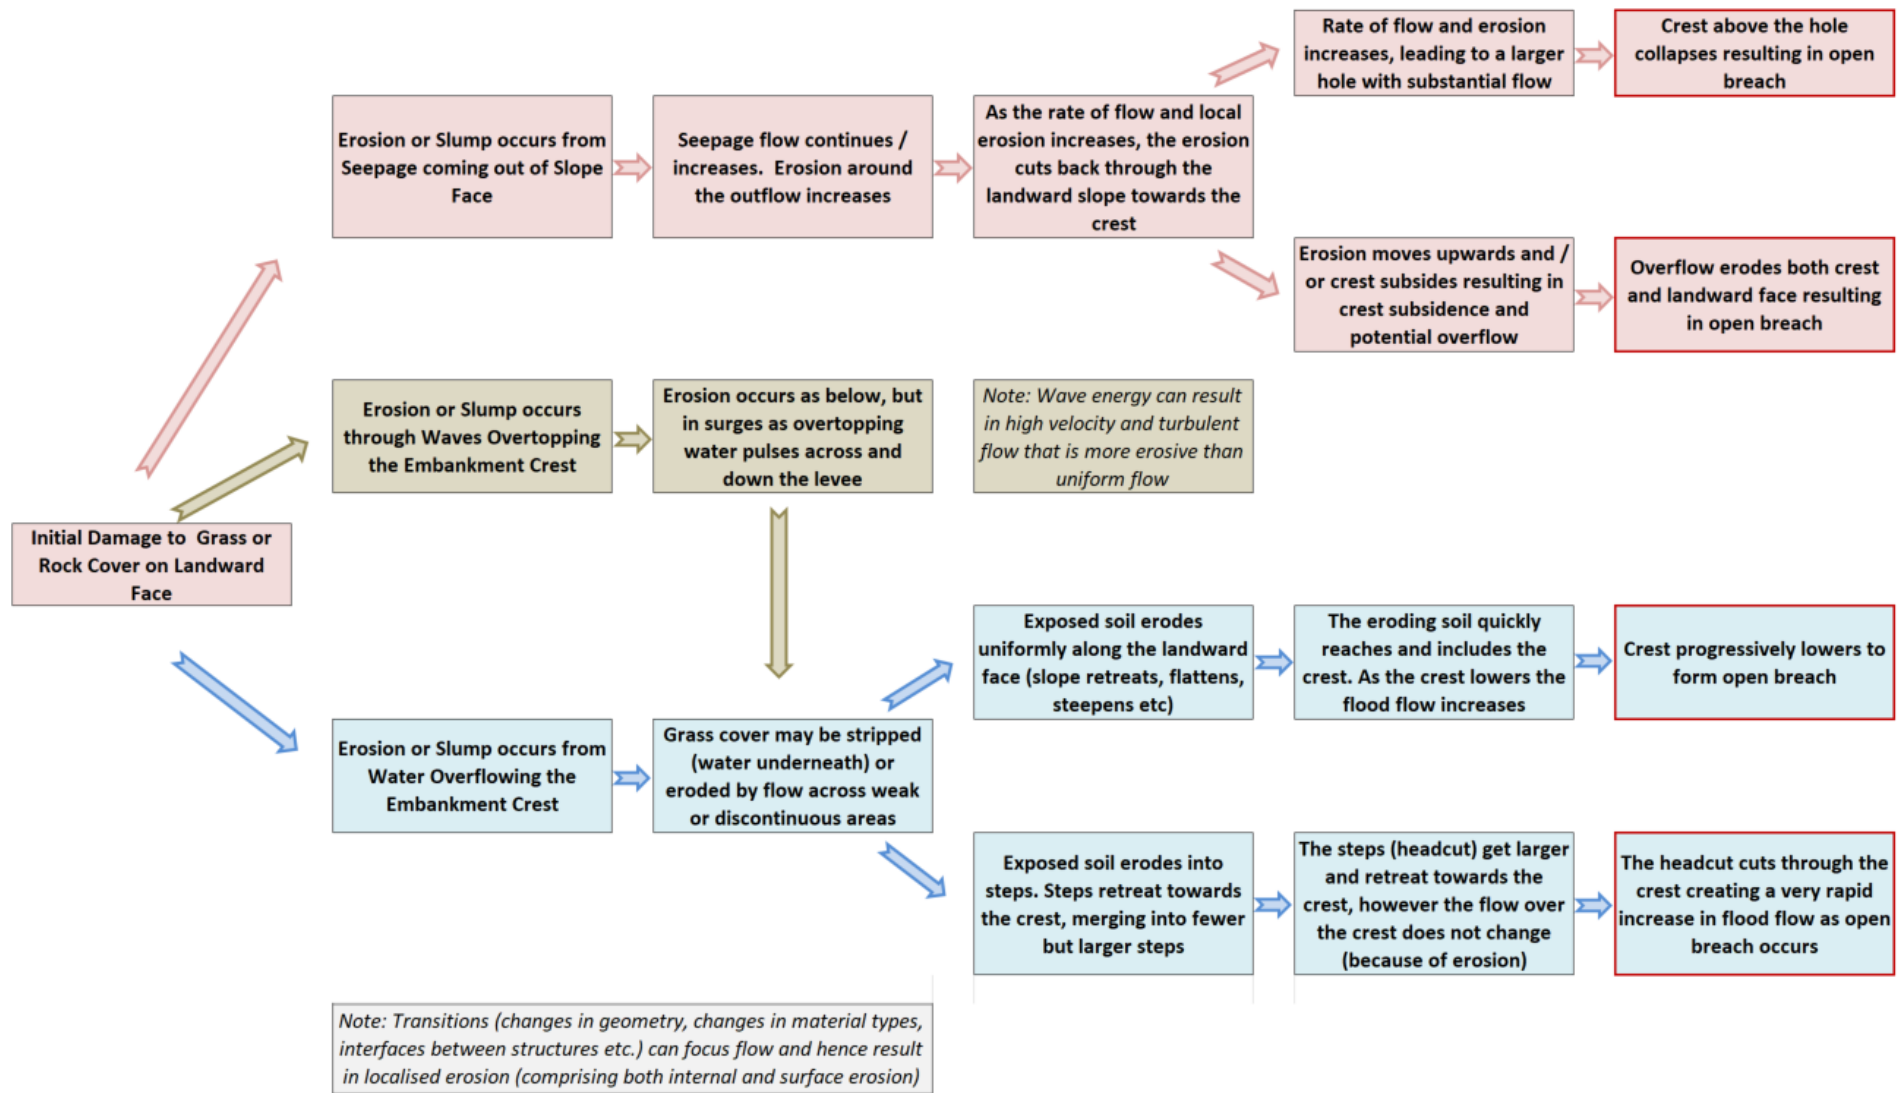 Rate of flow and erosion
increases, leading to a larger
hole with substantial flow
Crest above the hole
collapses resulting in open
breach
Erosion or Slump occurs from
Seepage coming out of Slope
Face
Seepage flow continues /
increases.  Erosion around
the outflow increases
As the rate of flow and local
erosion increases, the erosion
cuts back through the
landward slope towards the
crest
Erosion moves upwards and /
or crest subsides resulting in
crest subsidence and
potential overflow
Overflow erodes both crest
and landward face resulting
in open breach
Erosion or Slump occurs
through Waves Overtopping
the Embankment Crest
Erosion occurs as below, but
in surges as overtopping
water pulses across and
down the levee
Note: Wave energy can result
in high velocity and turbulent
flow that is more erosive than
uniform flow
Initial Damage to  Grass or
Rock Cover on Landward
Face
Exposed soil erodes
uniformly along the landward
face (slope retreats, flattens,
steepens etc)
The eroding soil quickly
reaches and includes the
crest. As the crest lowers the
flood flow increases
Crest progressively lowers to
form open breach
Erosion or Slump occurs from
Water Overflowing the
Embankment Crest
Grass cover may be stripped
(water underneath) or
eroded by flow across weak
or discontinuous areas
Exposed soil erodes into
steps. Steps retreat towards
the crest, merging into fewer
but larger steps
The steps (headcut) get larger
and retreat towards the
crest, however the flow over
the crest does not change
(because of erosion)
The headcut cuts through the
crest creating a very rapid
increase in flood flow as open
breach occurs
Note: Transitions (changes in geometry, changes in material types,
interfaces between structures etc.) can focus flow and hence result
in localised erosion (comprising both internal and surface erosion)